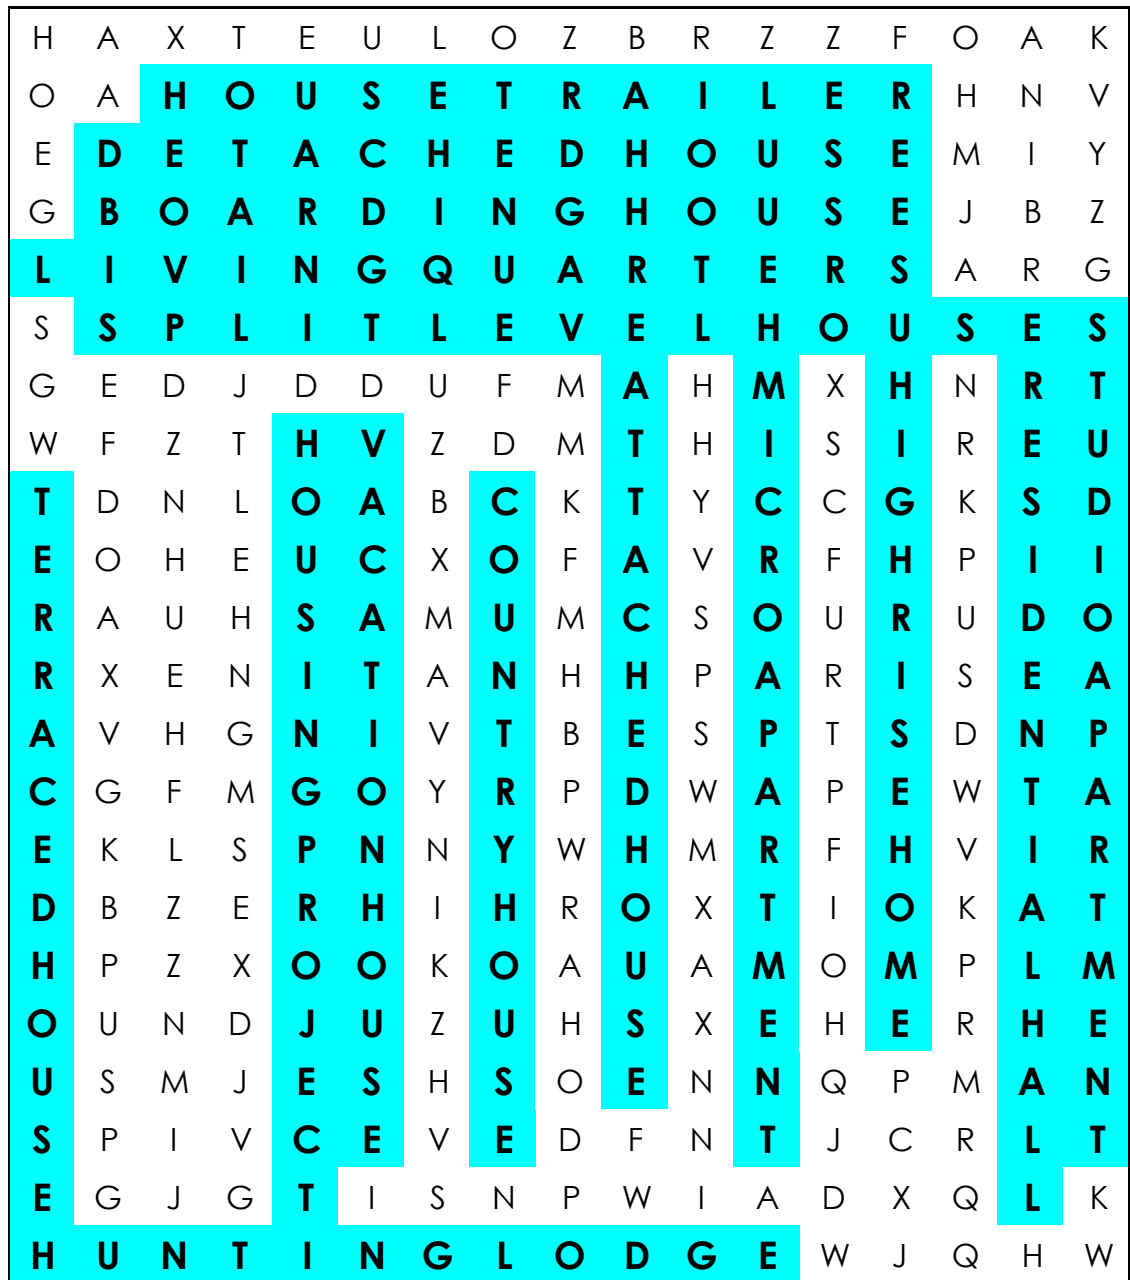 H A X T E U L O Z B R Z Z F O A K
O A H O U S E T R A I L E R H N V
E D E T A C H E D H O U S E M I Y
G B O A R D I N G H O U S E J B Z
L I V I N G Q U A R T E R S A R G
S S P L I T L E V E L H O U S E S
G E D J D D U F M A H M X H N R T
W F Z T H V Z D M T H I S I R E U
T D N L O A B C K T Y C C G K S D
E O H E U C X O F A V R F H P I I
R A U H S A M U M C S O U R U D O
R X E N I T A N H H P A R I S E A
A V H G N I V T B E S P T S D N P
C G F M G O Y R P D W A P E W T A
E K L S P N N Y W H M R F H V I R
D B Z E R H I H R O X T I O K A T
H P Z X O O K O A U A M O M P L M
O U N D J U Z U H S X E H E R H E
U S M J E S H S O E N N Q P M A N
S P I V C E V E D F N T J C R L T
E G J G T I S N P W I A D X Q L K
H U N T I N G L O D G E W J Q H W